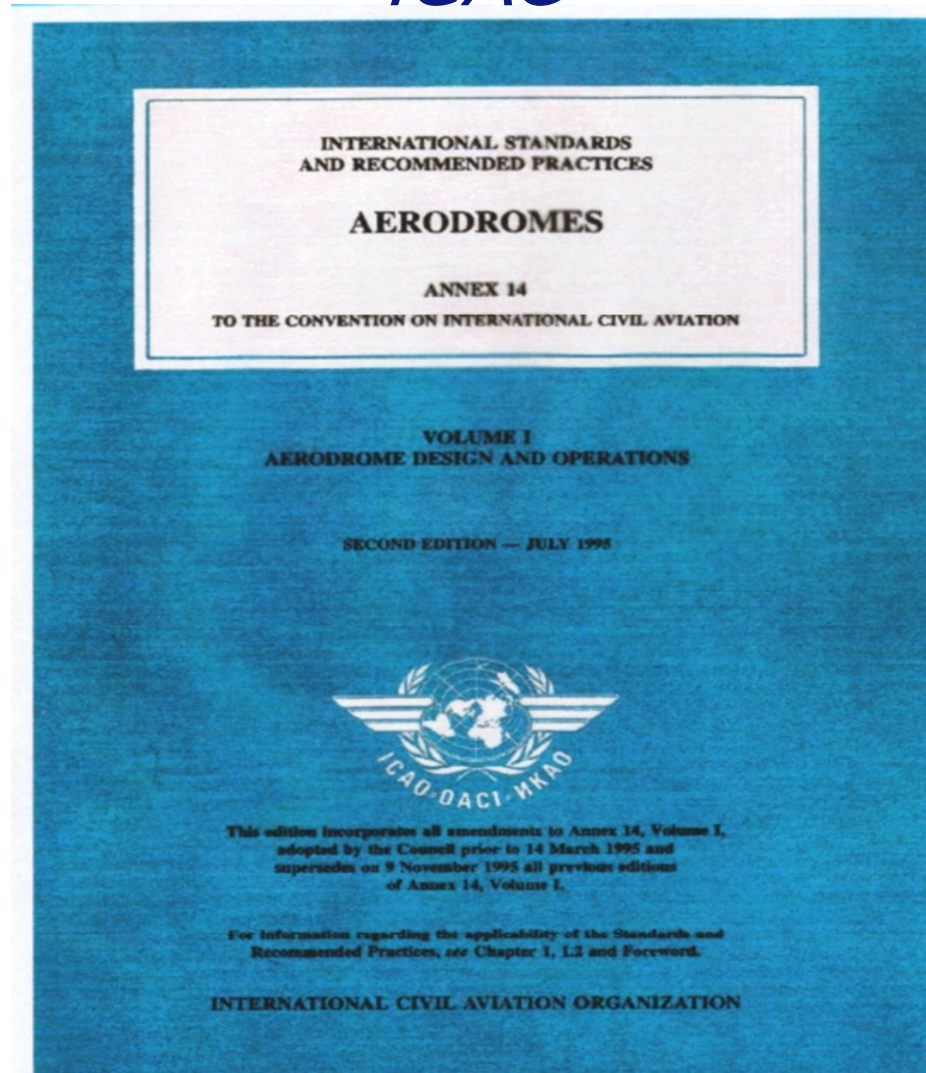 ICAO
INTERNATIONAL STANDARDS
AND RECOMMENDED PRACTICES
AERODROMES
ANNEX 14
TO THE CONVENTION ON INTERNATIONAL CIVIL AVIATION
VOLUME I
AERODROME DESIGN AND OPERATIONS
SECOND EDITION — JULY 1995
ICAO·OACI·ИКАО
This edition incorporates all amendments to Annex 14, Volume I,
adopted by the Council prior to 14 March 1995 and
supersedes on 9 November 1995 all previous editions
of Annex 14, Volume I.
For information regarding the applicability of the Standards and
Recommended Practices, see Chapter 1, 1.2 and Foreword.
INTERNATIONAL CIVIL AVIATION ORGANIZATION